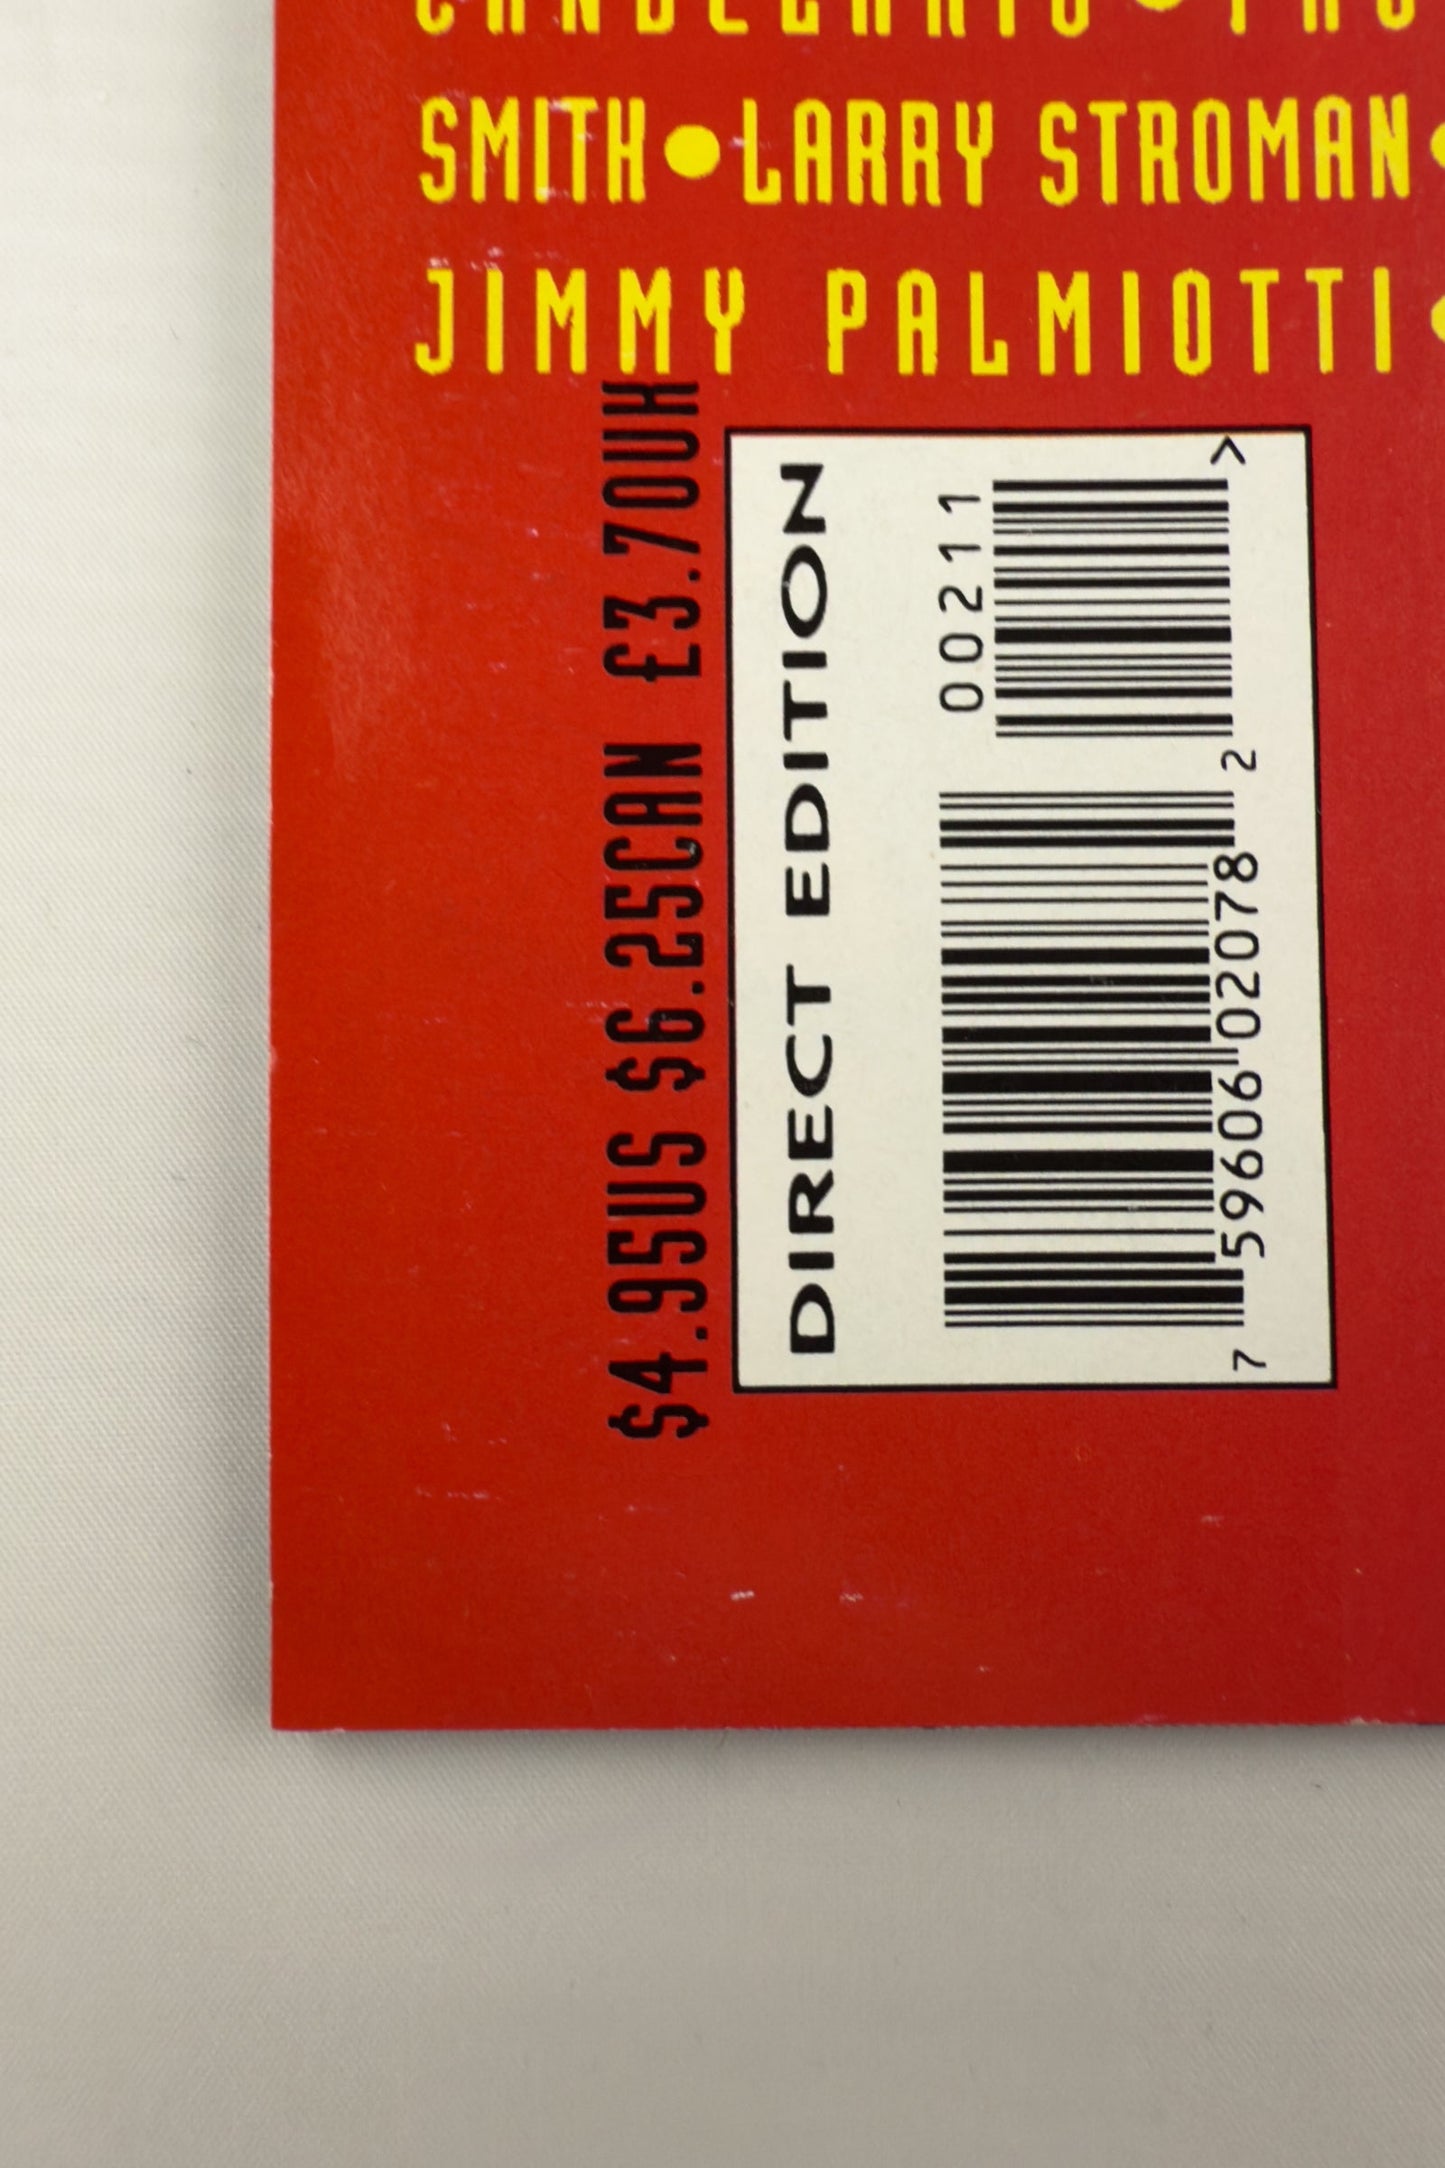 SMITH•LARRY STROMAN•
JIMMY PALMIOTTI•
$4.95US $6.25CAN £3.70UK
DIRECT EDITION
00211 >
7 59606 02078 2